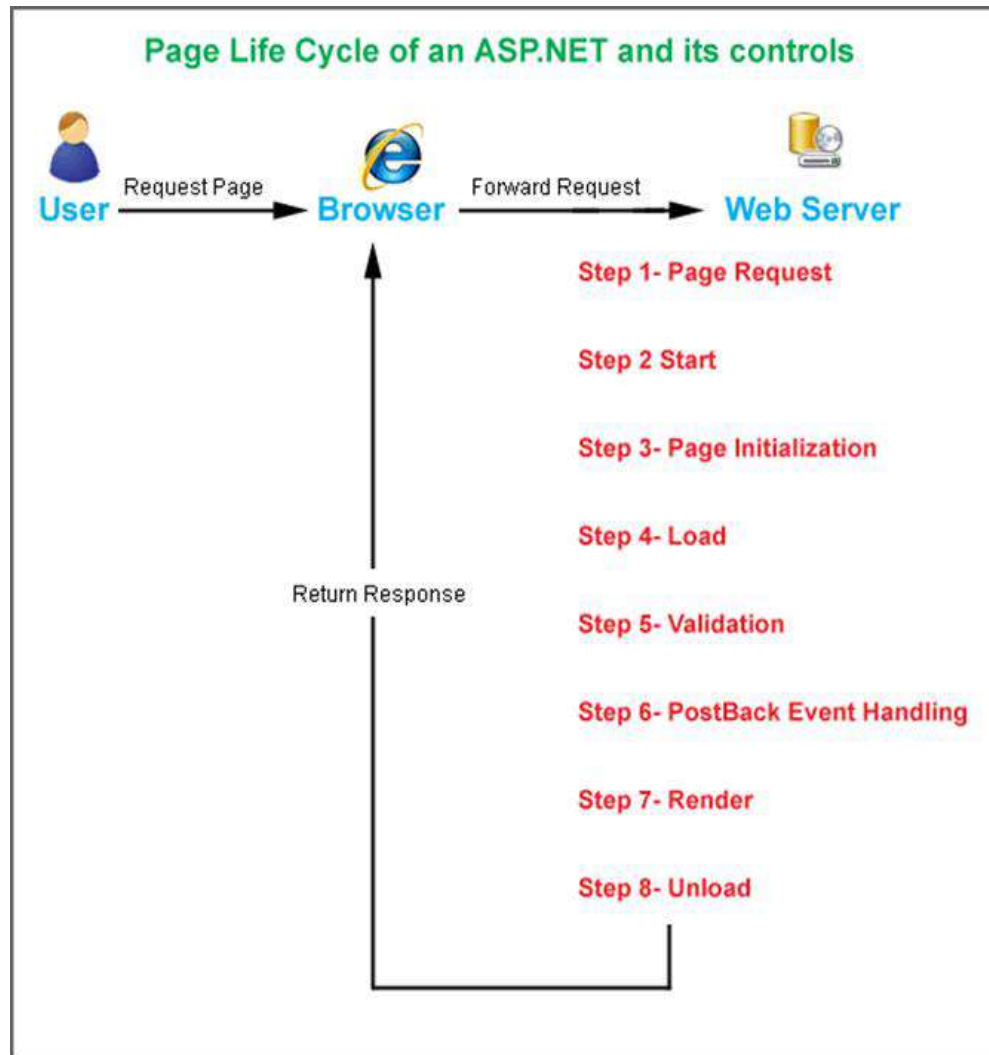 Page Life Cycle of an ASP.NET and its controls
Request Page
Forward Request
User
Browser
Web Server
Step 1- Page Request
Step 2 Start
Step 3- Page Initialization
Step 4- Load
Return Response
Step 5- Validation
Step 6- PostBack Event Handling
Step 7- Render
Step 8- Unload